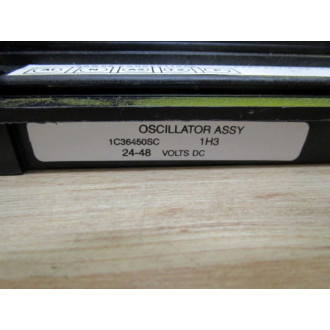 OSCILLATOR ASSY
1C36450SC 1H3
24-48 VOLTS DC